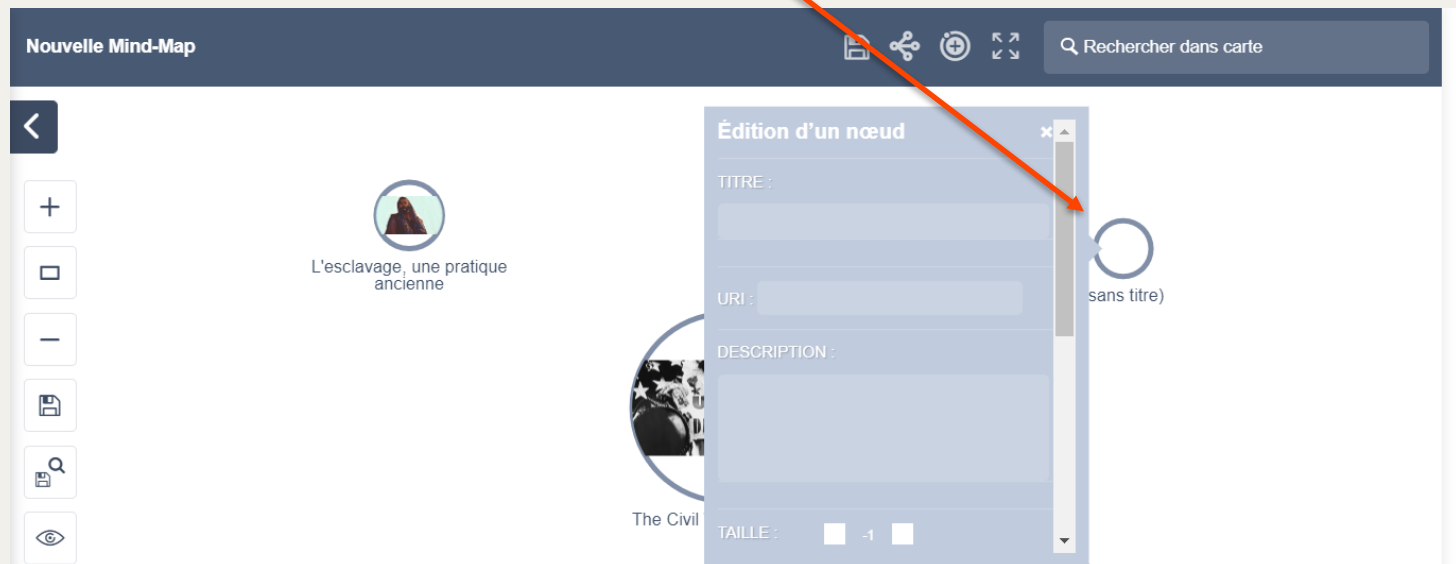 Nouvelle Mind-Map
Rechercher dans carte
Édition d'un nœud
TITRE :
L'esclavage, une pratique
ancienne
URI :
sans titre)
DESCRIPTION :
The Civil
TAILLE :
-1